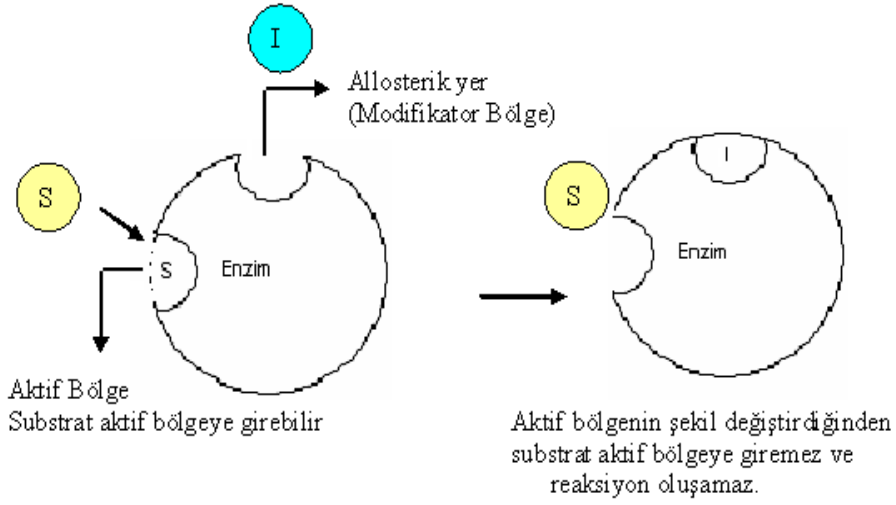 I
Allosterik yer
(Modifikator Bölge)
S
S
Enzim
Aktif Bölge
Substrat aktif bölgeye girebilir
I
S
Enzim
Aktif bölgenin şekil değiştirdiğinden
substrat aktif bölgeye giremez ve
reaksiyon oluşamaz.